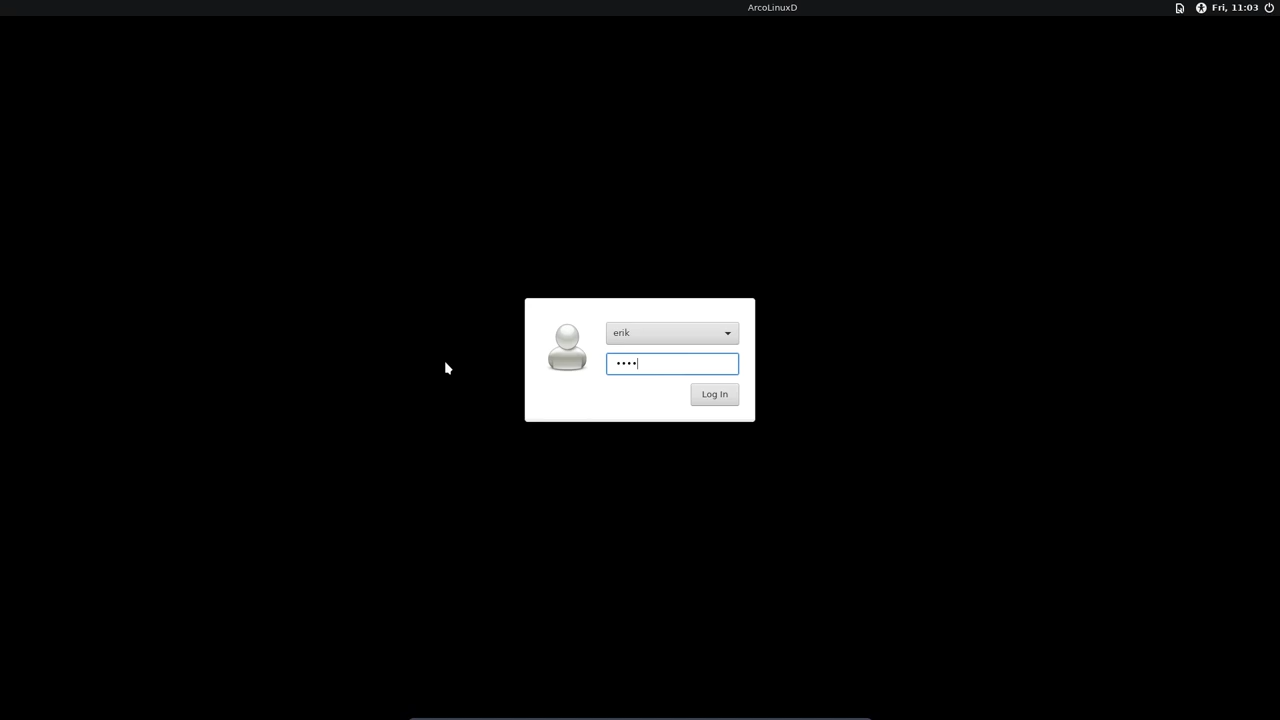 ArcoLinuxD
Fri, 11:03
erik
••••
Log In